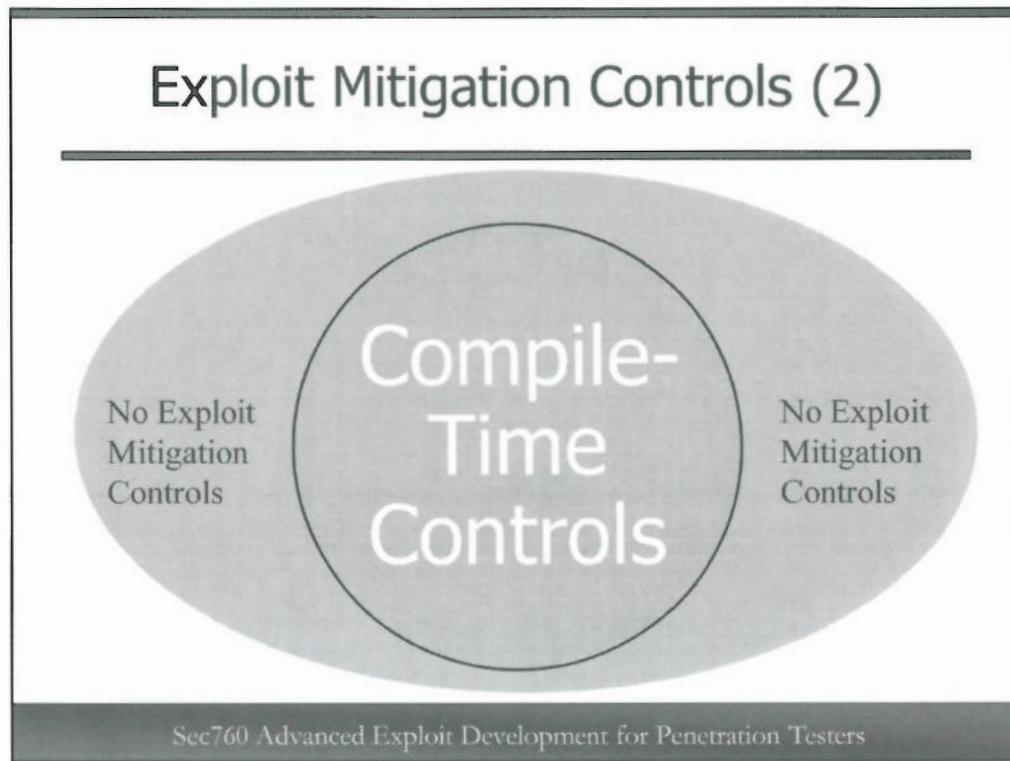 Exploit Mitigation Controls (2)
No Exploit
Mitigation
Controls
Compile-
Time
Controls
No Exploit
Mitigation
Controls
Sec760 Advanced Exploit Development for Penetration Testers